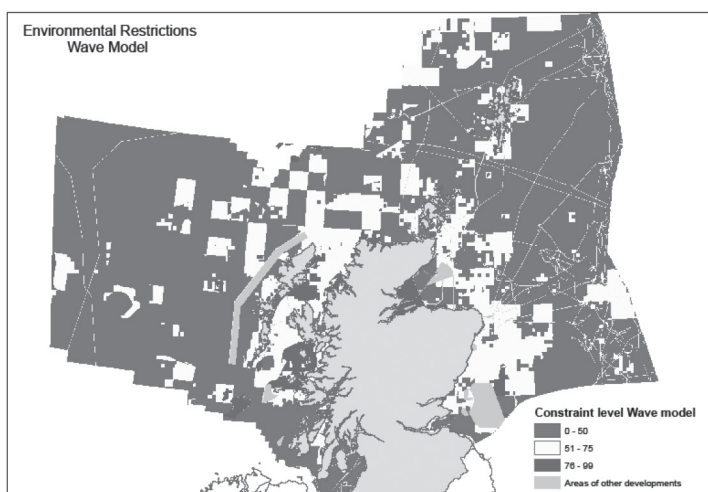 Environmental Restrictions
Wave Model
Constraint level Wave model
0 - 50
51 - 75
76 - 99
Areas of other developments